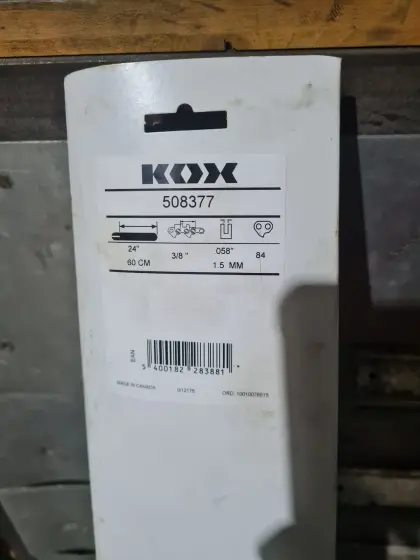 KOX
508377
24" 3/8" 058" 84
60 CM 1.5 MM
EAN
5 400182 283881
MADE IN CANADA